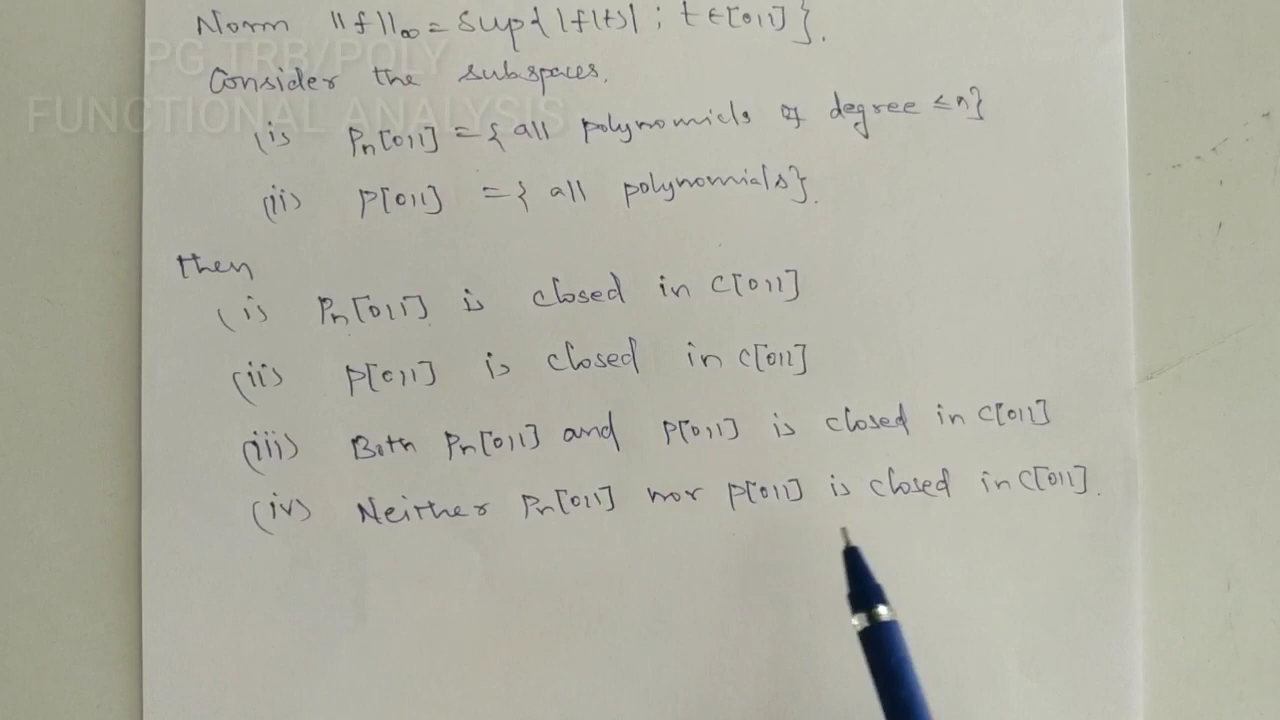 Norm ||f||∞ = Sup{ |f(t)| ; t ∈ [0,1] }.
PG TRB/POLY
Consider the subspaces.
FUNCTIONAL ANALYSIS
(i) Pn[0,1] = { all polynomials of degree ≤ n }
(ii) P[0,1] = { all polynomials }.
then
(i) Pn[0,1] is closed in C[0,1]
(ii) P[0,1] is closed in C[0,1]
(iii) Both Pn[0,1] and P[0,1] is closed in C[0,1]
(iv) Neither Pn[0,1] nor P[0,1] is closed in C[0,1].